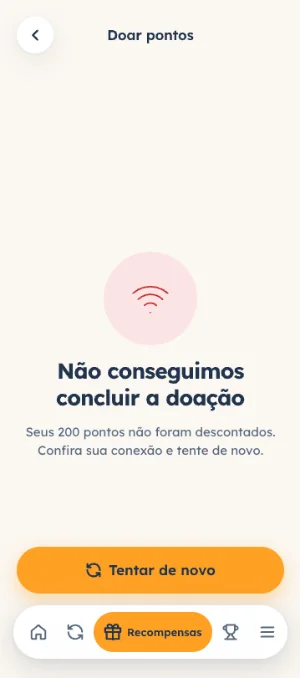 Doar pontos
Não conseguimos
concluir a doação
Seus 200 pontos não foram descontados.
Confira sua conexão e tente de novo.
Tentar de novo
Recompensas